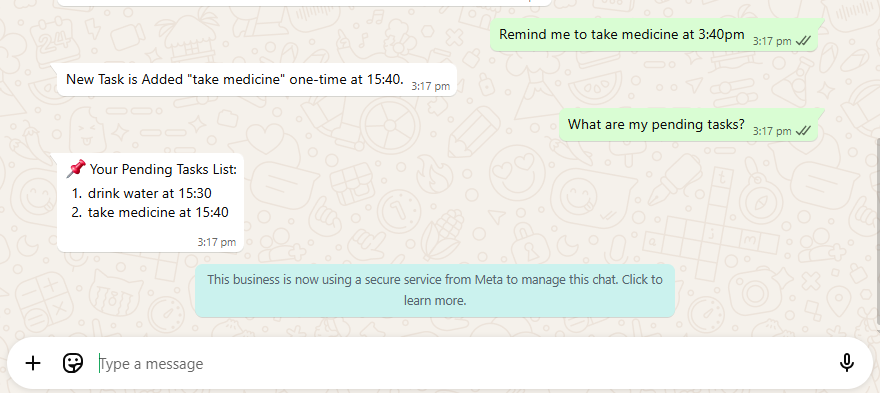 Remind me to take medicine at 3:40pm 3:17 pm
New Task is Added "take medicine" one-time at 15:40. 3:17 pm
What are my pending tasks? 3:17 pm
📌 Your Pending Tasks List:
1. drink water at 15:30
2. take medicine at 15:40
3:17 pm
This business is now using a secure service from Meta to manage this chat. Click to
learn more.
Type a message